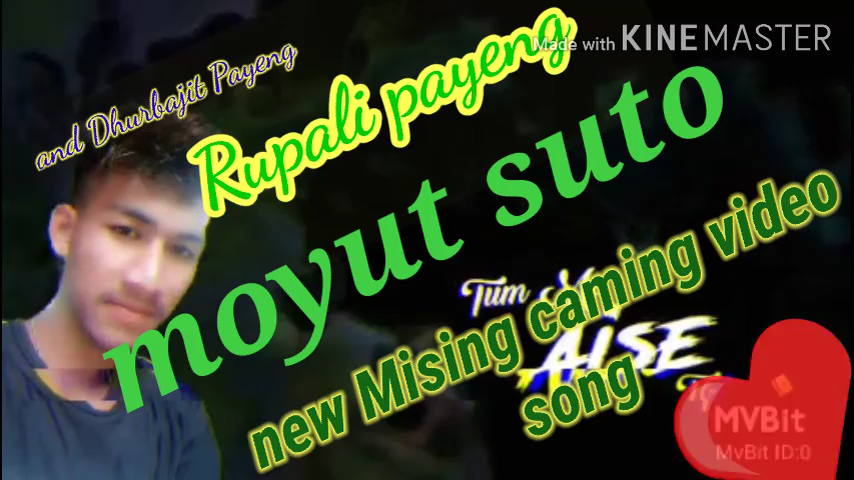 Made with KINEMASTER
and Dhurbajit Payeng
Rupali payeng
moyut suto
new Mising caming video
song
Tum
AISE
MVBit
MvBit ID:0